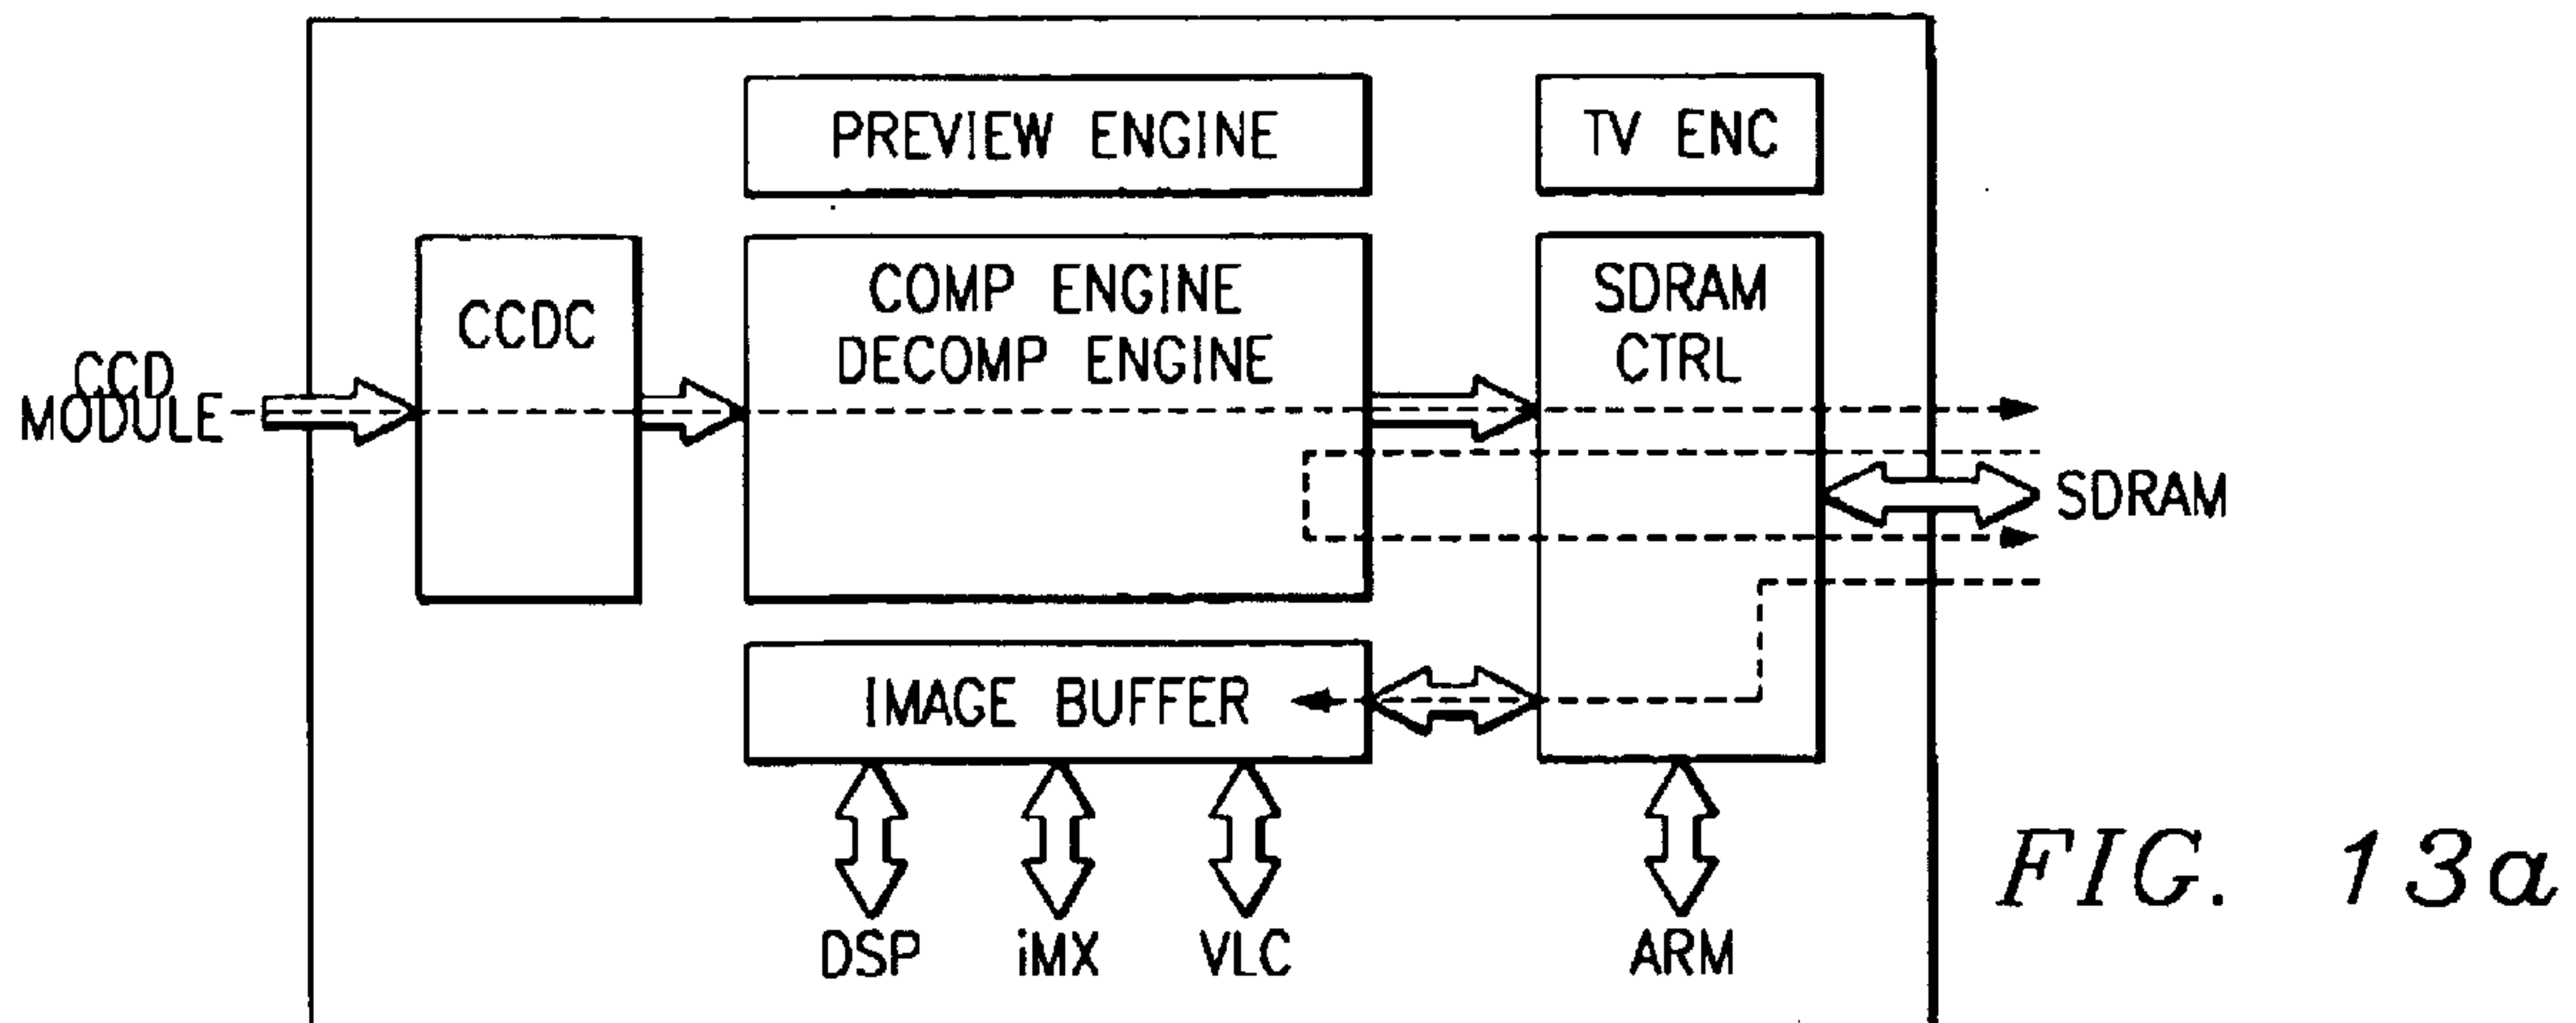 PREVIEW ENGINE
TV ENC
CCDC
COMP ENGINE
DECOMP ENGINE
SDRAM
CTRL
CCD
MODULE
SDRAM
IMAGE BUFFER
DSP
iMX
VLC
ARM
FIG. 13a